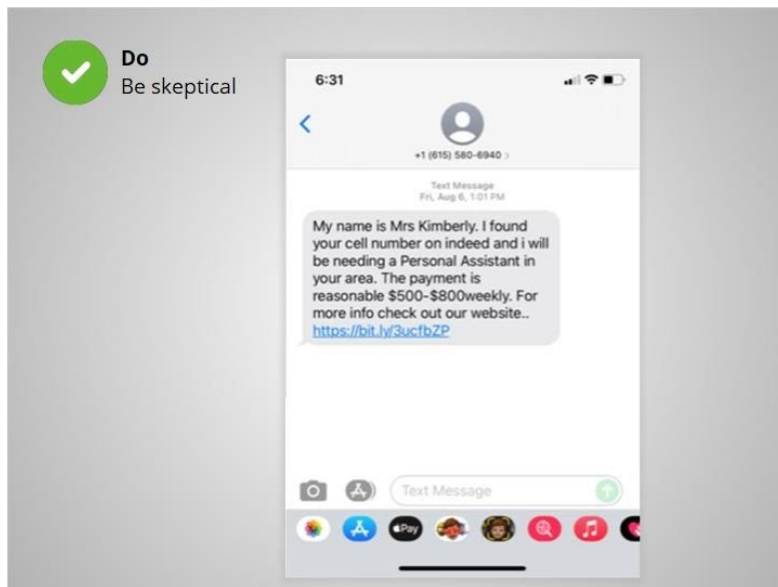 Do
Be skeptical
6:31
+1 (615) 580-6940 >
Text Message
Fri, Aug 6, 1:01 PM
My name is Mrs Kimberly. I found
your cell number on indeed and i will
be needing a Personal Assistant in
your area. The payment is
reasonable $500-$800weekly. For
more info check out our website..
https://bit.ly/3ucfbZP
Text Message
Pay